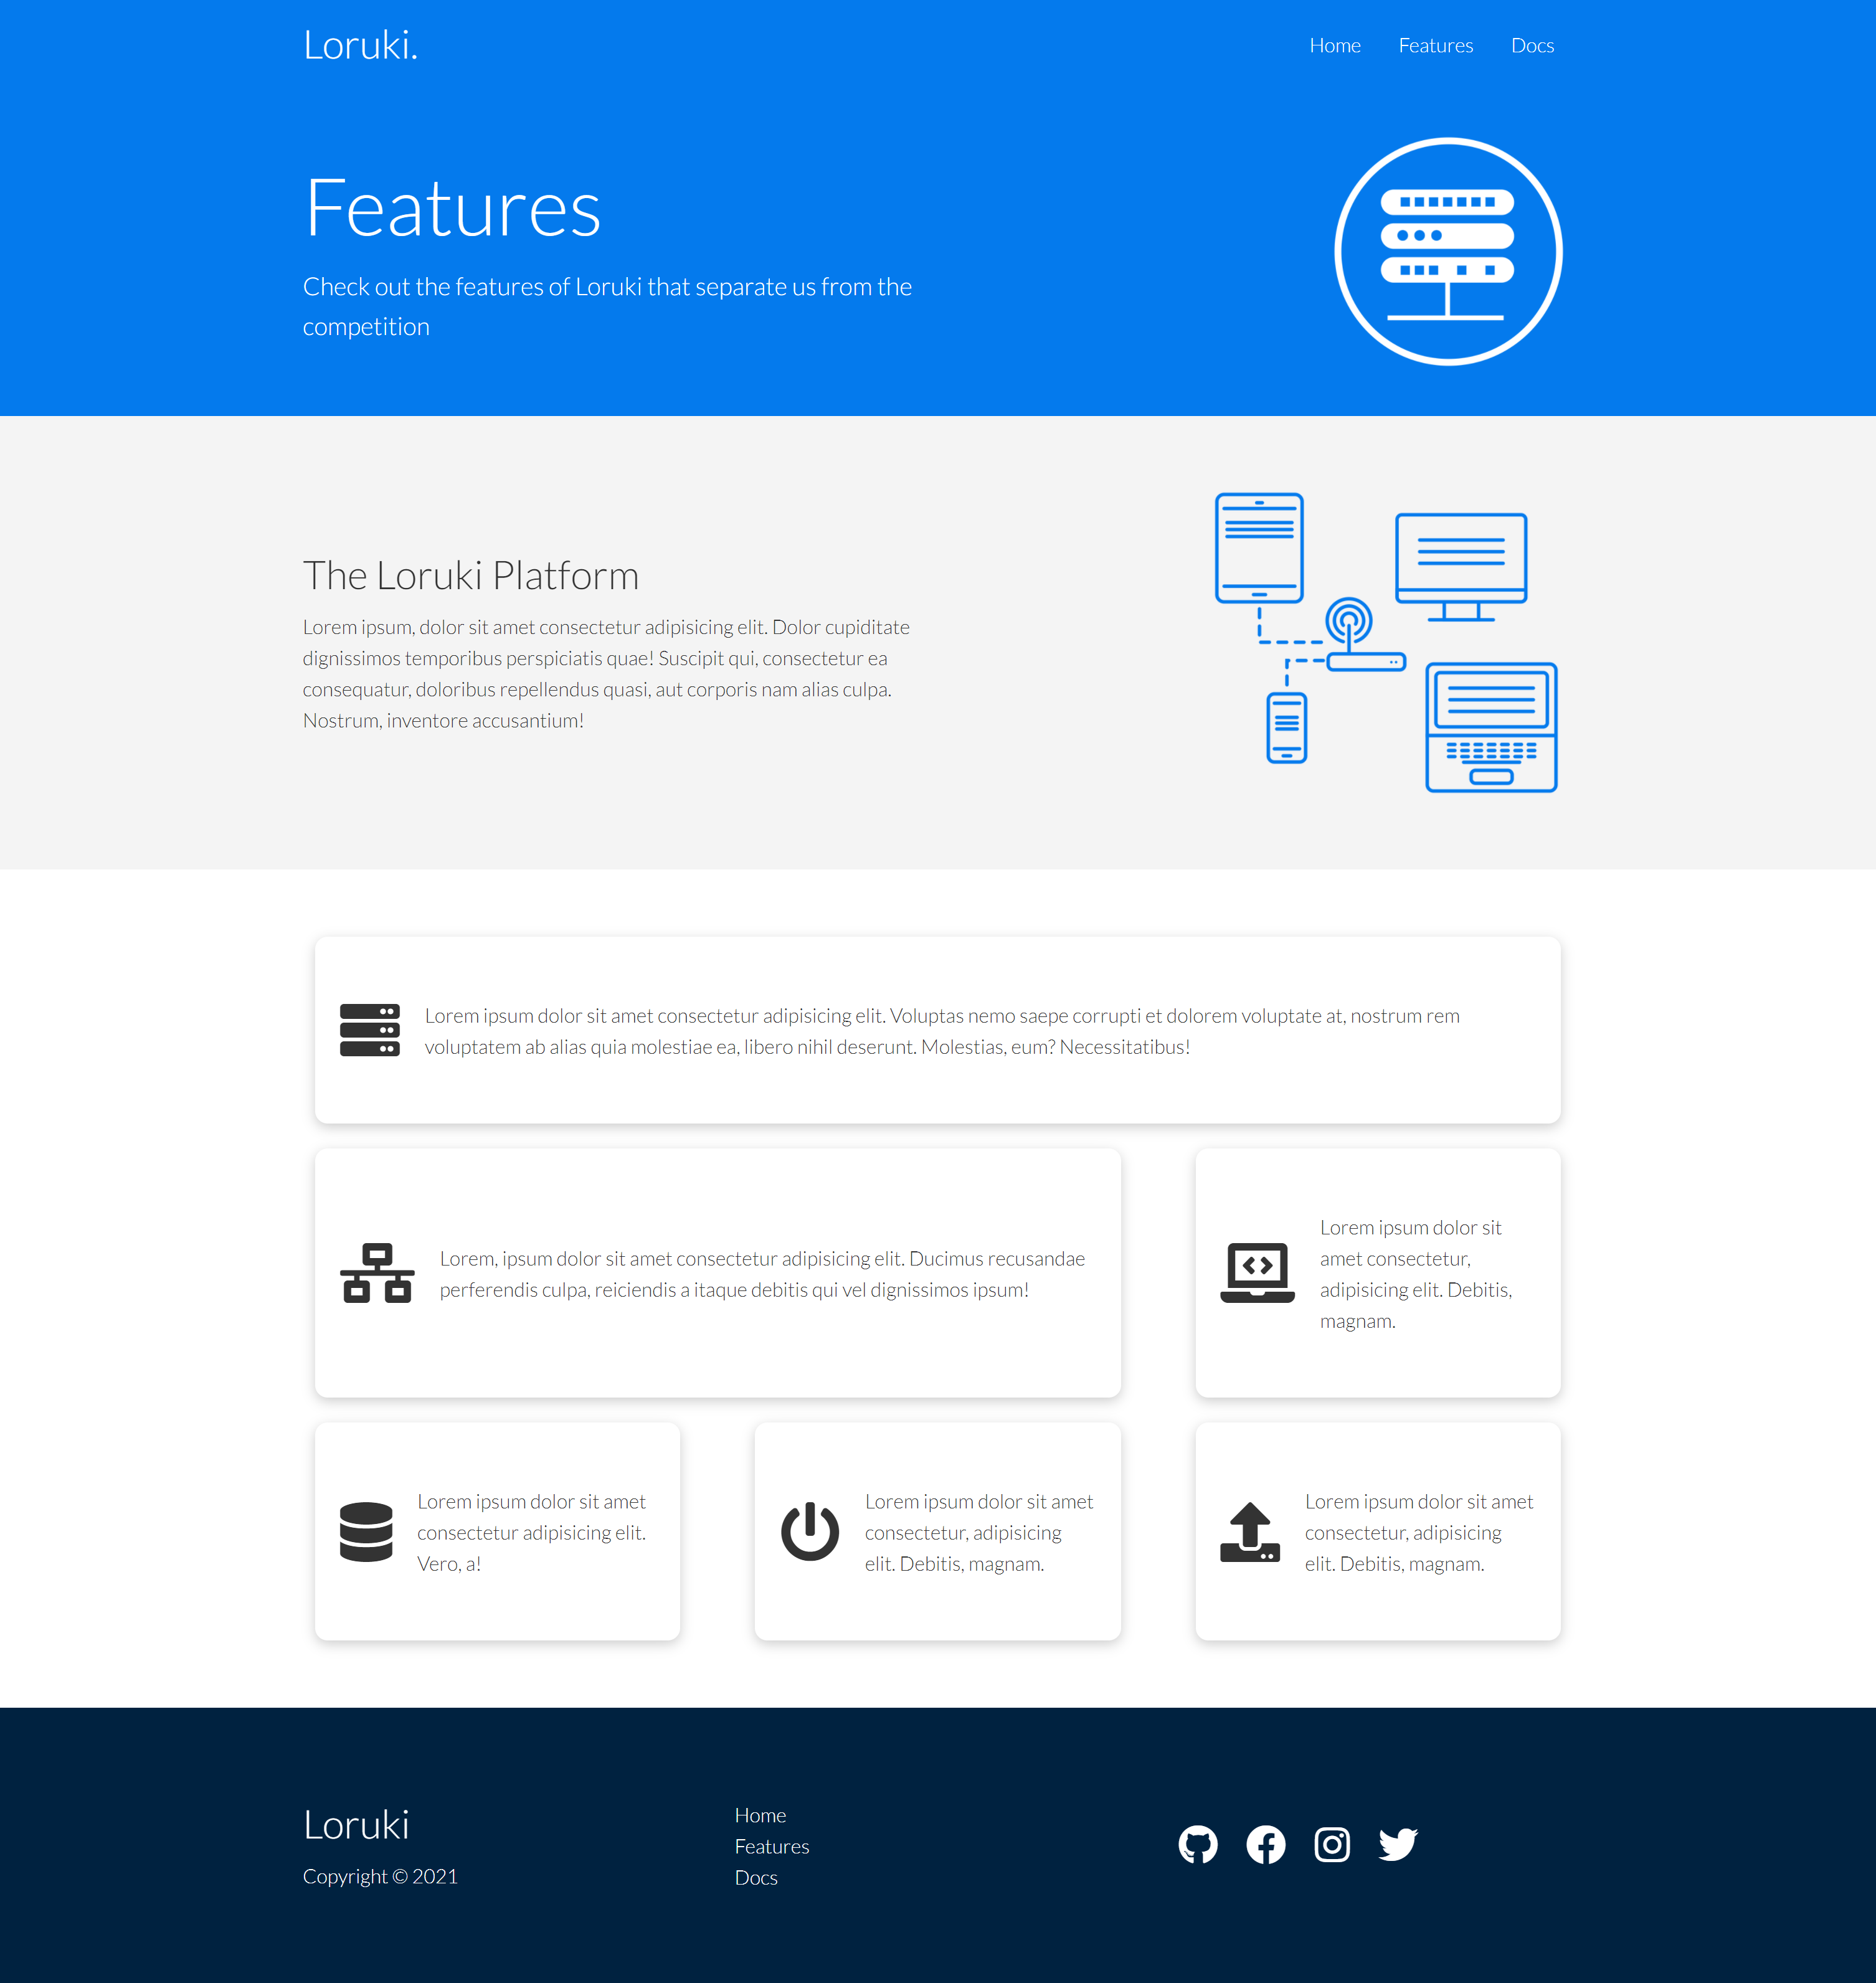 Loruki.
Home
Features
Docs
Features
Check out the features of Loruki that separate us from the
competition
The Loruki Platform
Lorem ipsum, dolor sit amet consectetur adipisicing elit. Dolor cupiditate
dignissimos temporibus perspiciatis quae! Suscipit qui, consectetur ea
consequatur, doloribus repellendus quasi, aut corporis nam alias culpa.
Nostrum, inventore accusantium!
Lorem ipsum dolor sit amet consectetur adipisicing elit. Voluptas nemo saepe corrupti et dolorem voluptate at, nostrum rem
voluptatem ab alias quia molestiae ea, libero nihil deserunt. Molestias, eum? Necessitatibus!
Lorem, ipsum dolor sit amet consectetur adipisicing elit. Ducimus recusandae
perferendis culpa, reiciendis a itaque debitis qui vel dignissimos ipsum!
Lorem ipsum dolor sit
amet consectetur,
adipisicing elit. Debitis,
magnam.
Lorem ipsum dolor sit amet
consectetur adipisicing elit.
Vero, a!
Lorem ipsum dolor sit amet
consectetur, adipisicing
elit. Debitis, magnam.
Lorem ipsum dolor sit amet
consectetur, adipisicing
elit. Debitis, magnam.
Loruki
Copyright © 2021
Home
Features
Docs